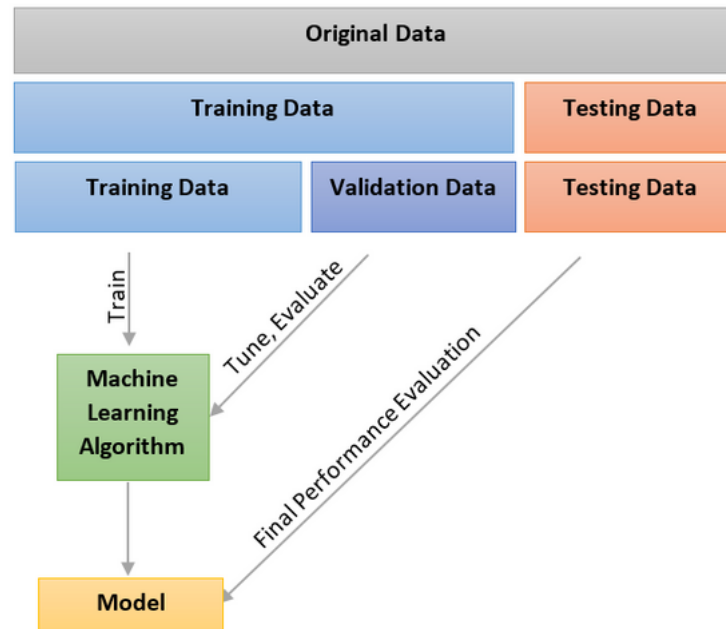 Original Data
Training Data
Testing Data
Training Data
Validation Data
Testing Data
Train
Tune, Evaluate
Final Performance Evaluation
Machine
Learning
Algorithm
Model